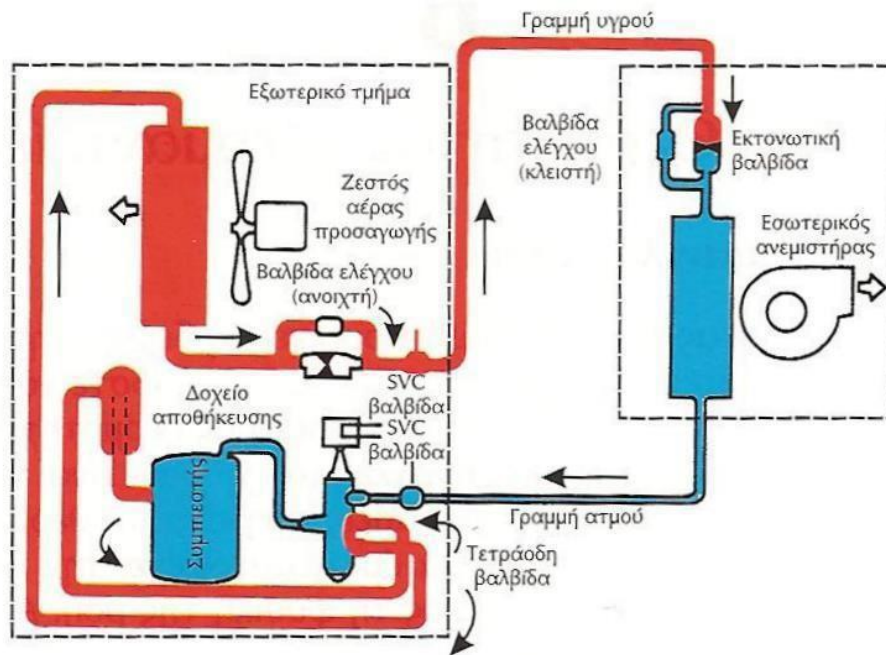 Γραμμή υγρού
Εξωτερικό τμήμα
Βαλβίδα
ελέγχου
(κλειστή)
Εκτονωτική
βαλβίδα
Ζεστός
αέρας
προσαγωγής
Εσωτερικός
ανεμιστήρας
Βαλβίδα ελέγχου
(ανοιχτή)
Δοχείο
αποθήκευσης
SVC
βαλβίδα
SVC
βαλβίδα
Συμπιεστής
Γραμμή ατμού
Τετράοδη
βαλβίδα